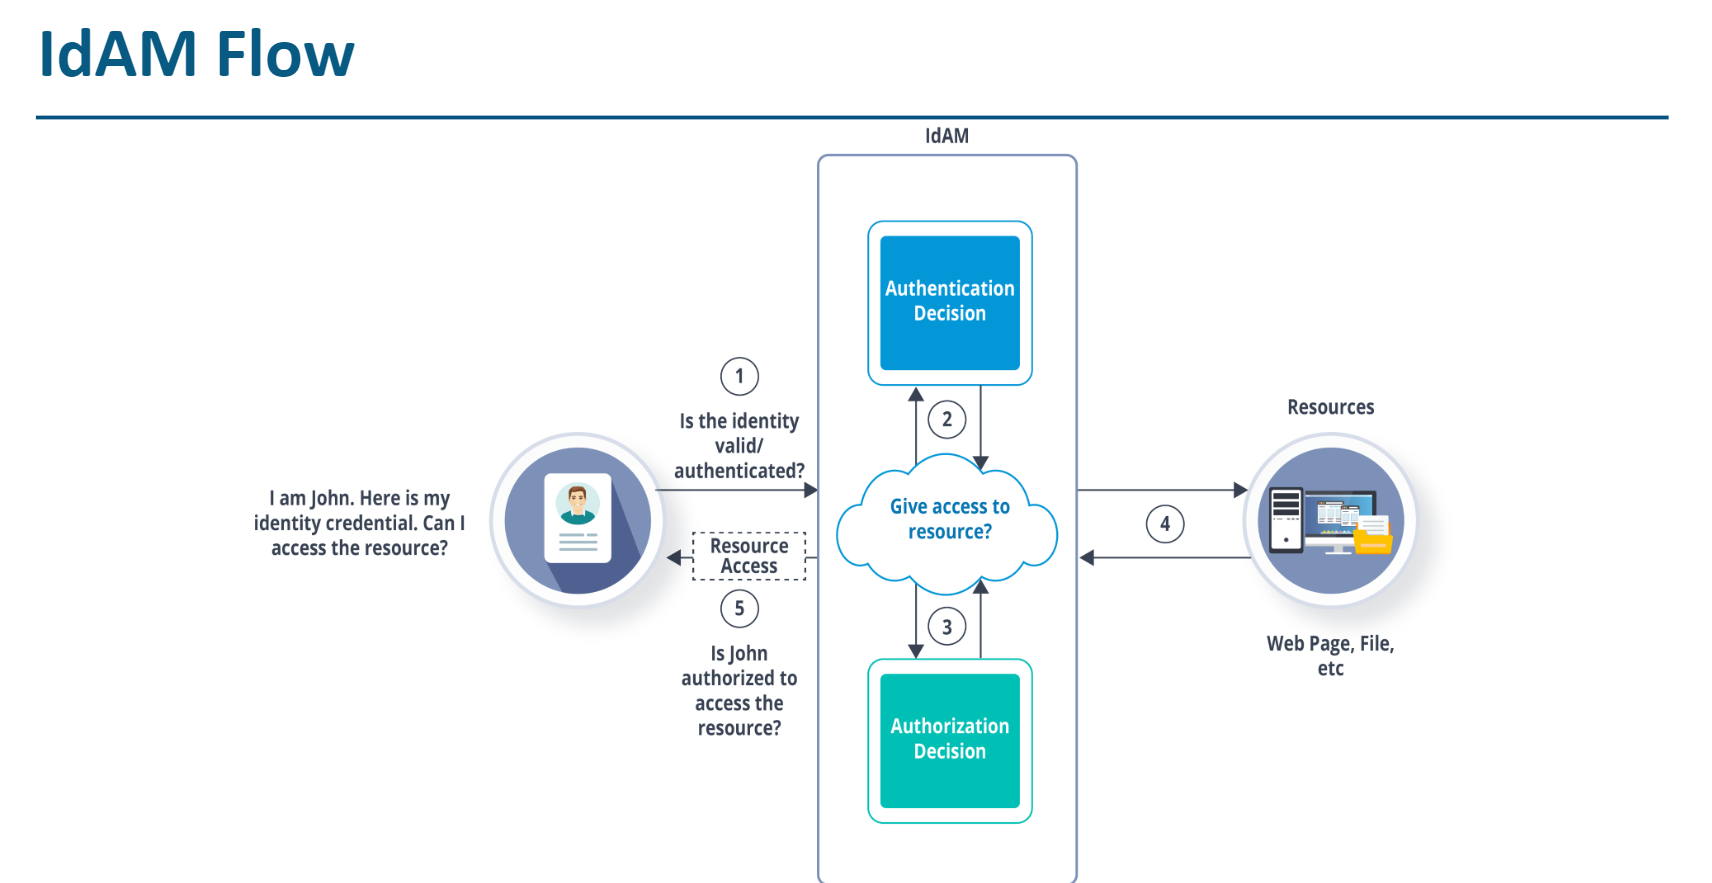 IdAM Flow
IdAM
Authentication
Decision
1
Is the identity
valid/
authenticated?
2
Resources
I am John. Here is my
identity credential. Can I
access the resource?
Give access to
resource?
4
Resource
Access
5
3
Is John
authorized to
access the
resource?
Web Page, File,
etc
Authorization
Decision